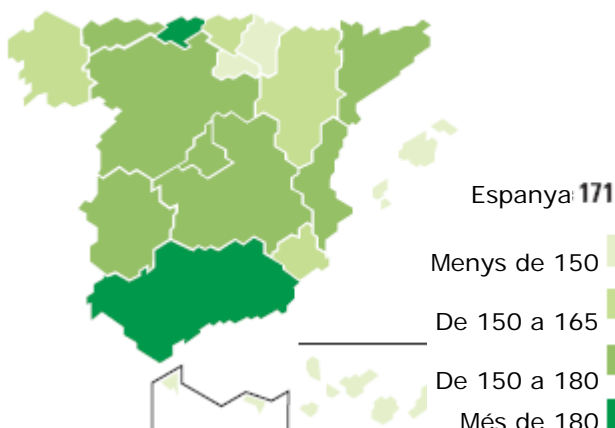 Espanya: 171
Menys de 150
De 150 a 165
De 150 a 180
Més de 180